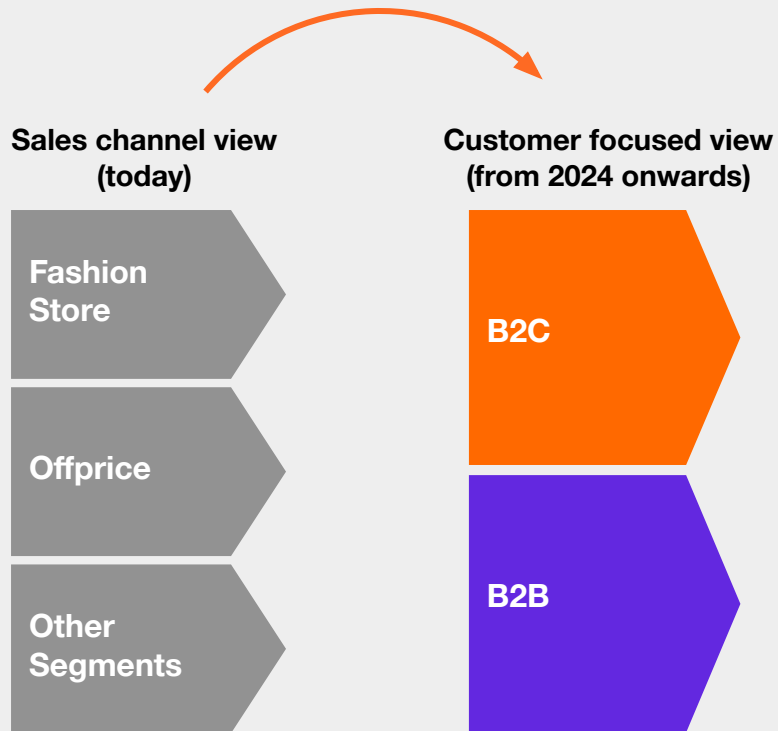 Sales channel view
(today)
Customer focused view
(from 2024 onwards)
Fashion
Store
Offprice
Other
Segments
B2C
B2B